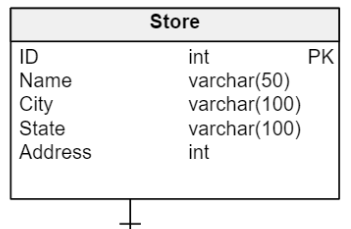 Store
ID int PK
Name varchar(50)
City varchar(100)
State varchar(100)
Address int